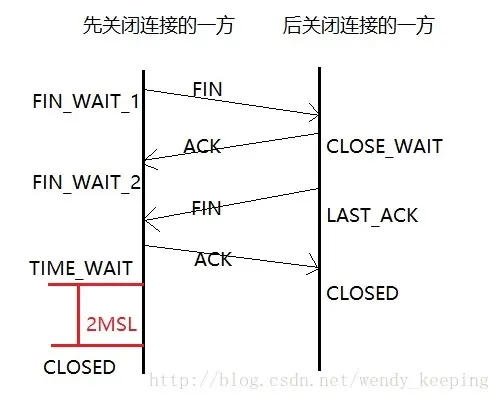 先关闭连接的一方 后关闭连接的一方
FIN
FIN_WAIT_1
ACK
CLOSE_WAIT
FIN_WAIT_2
FIN
LAST_ACK
ACK
TIME_WAIT
CLOSED
2MSL
CLOSED
http://blog.csdn.net/wendy_keeping